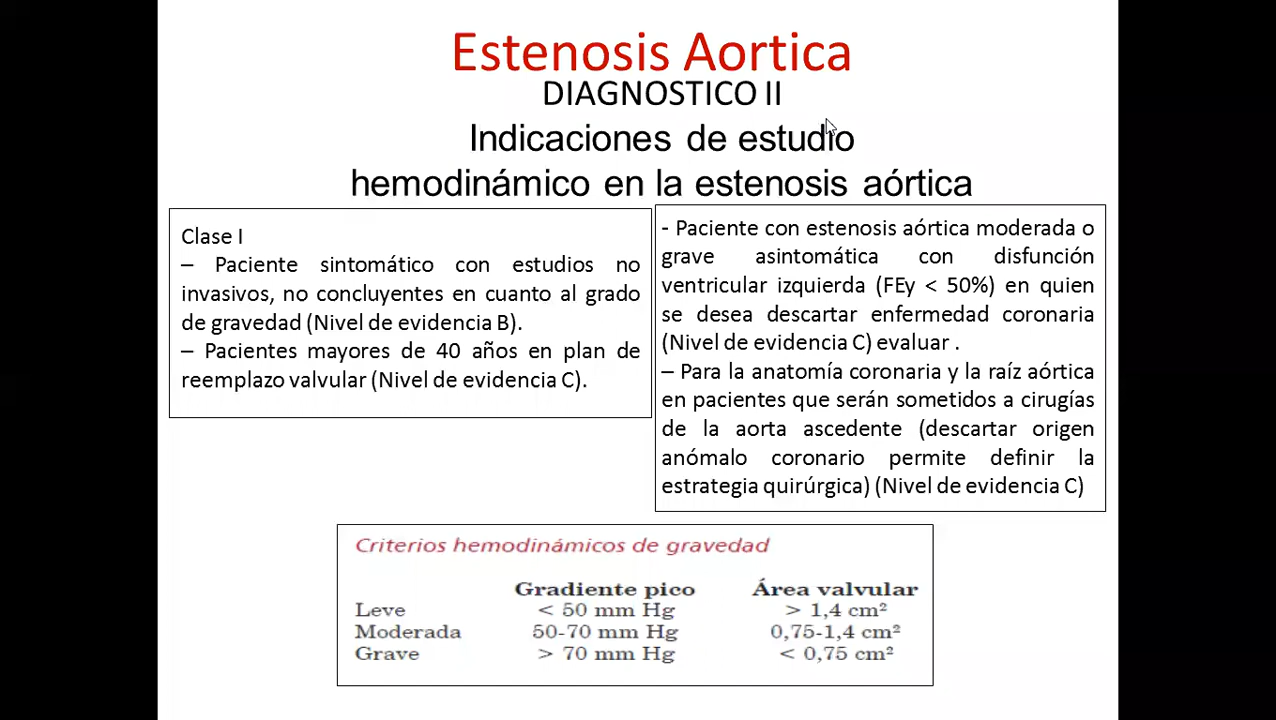 Estenosis Aortica
DIAGNOSTICO II
Indicaciones de estudio
hemodinámico en la estenosis aórtica
Clase I
– Paciente sintomático con estudios no
invasivos, no concluyentes en cuanto al grado
de gravedad (Nivel de evidencia B).
– Pacientes mayores de 40 años en plan de
reemplazo valvular (Nivel de evidencia C).
- Paciente con estenosis aórtica moderada o
grave asintomática con disfunción
ventricular izquierda (FEy < 50%) en quien
se desea descartar enfermedad coronaria
(Nivel de evidencia C) evaluar .
– Para la anatomía coronaria y la raíz aórtica
en pacientes que serán sometidos a cirugías
de la aorta ascedente (descartar origen
anómalo coronario permite definir la
estrategia quirúrgica) (Nivel de evidencia C)
Criterios hemodinámicos de gravedad
Gradiente pico Área valvular
Leve < 50 mm Hg > 1,4 cm²
Moderada 50-70 mm Hg 0,75-1,4 cm²
Grave > 70 mm Hg < 0,75 cm²